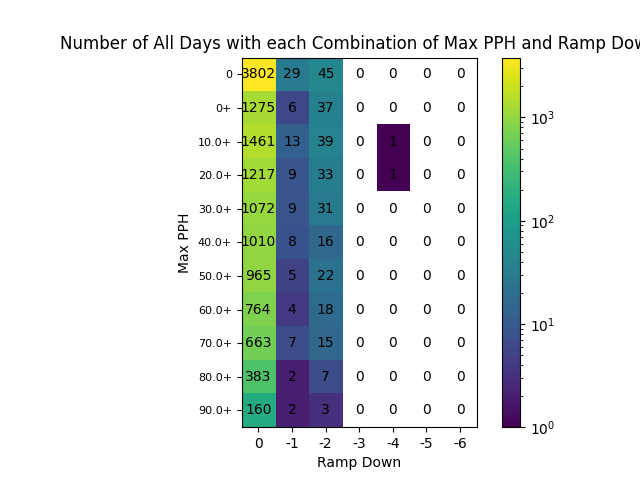 Number of All Days with each Combination of Max PPH and Ramp Dow
0 3802 29 45 0 0 0 0
0+ 1275 6 37 0 0 0 0
10.0+ 1461 13 39 0 1 0 0
20.0+ 1217 9 33 0 1 0 0
30.0+ 1072 9 31 0 0 0 0
40.0+ 1010 8 16 0 0 0 0
50.0+ 965 5 22 0 0 0 0
60.0+ 764 4 18 0 0 0 0
70.0+ 663 7 15 0 0 0 0
80.0+ 383 2 7 0 0 0 0
90.0+ 160 2 3 0 0 0 0
0 -1 -2 -3 -4 -5 -6
Ramp Down
Max PPH
10³
10²
10¹
10⁰